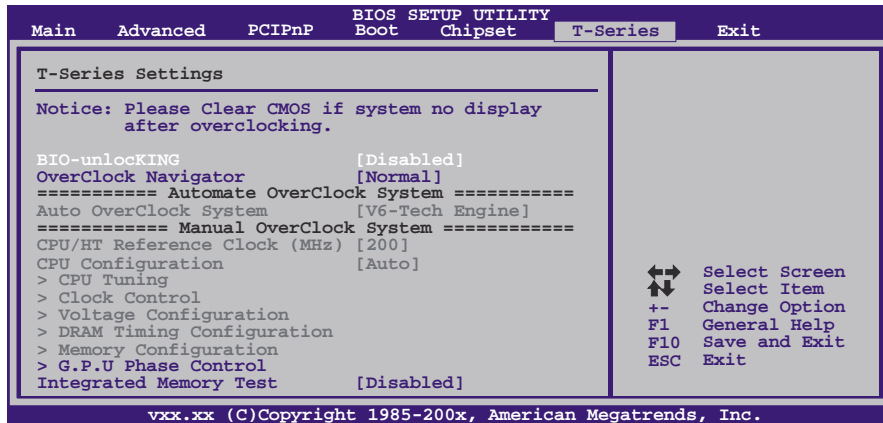 BIOS SETUP UTILITY
Main Advanced PCIPnP Boot Chipset T-Series Exit
T-Series Settings
Notice: Please Clear CMOS if system no display
after overclocking.
BIO-unlocKING [Disabled]
OverClock Navigator [Normal]
=========== Automate OverClock System ===========
Auto OverClock System [V6-Tech Engine]
============ Manual OverClock System ============
CPU/HT Reference Clock (MHz) [200]
CPU Configuration [Auto]
> CPU Tuning
> Clock Control
> Voltage Configuration
> DRAM Timing Configuration
> Memory Configuration
> G.P.U Phase Control
Integrated Memory Test [Disabled]
Select Screen
Select Item
+- Change Option
F1 General Help
F10 Save and Exit
ESC Exit
vxx.xx (C)Copyright 1985-200x, American Megatrends, Inc.